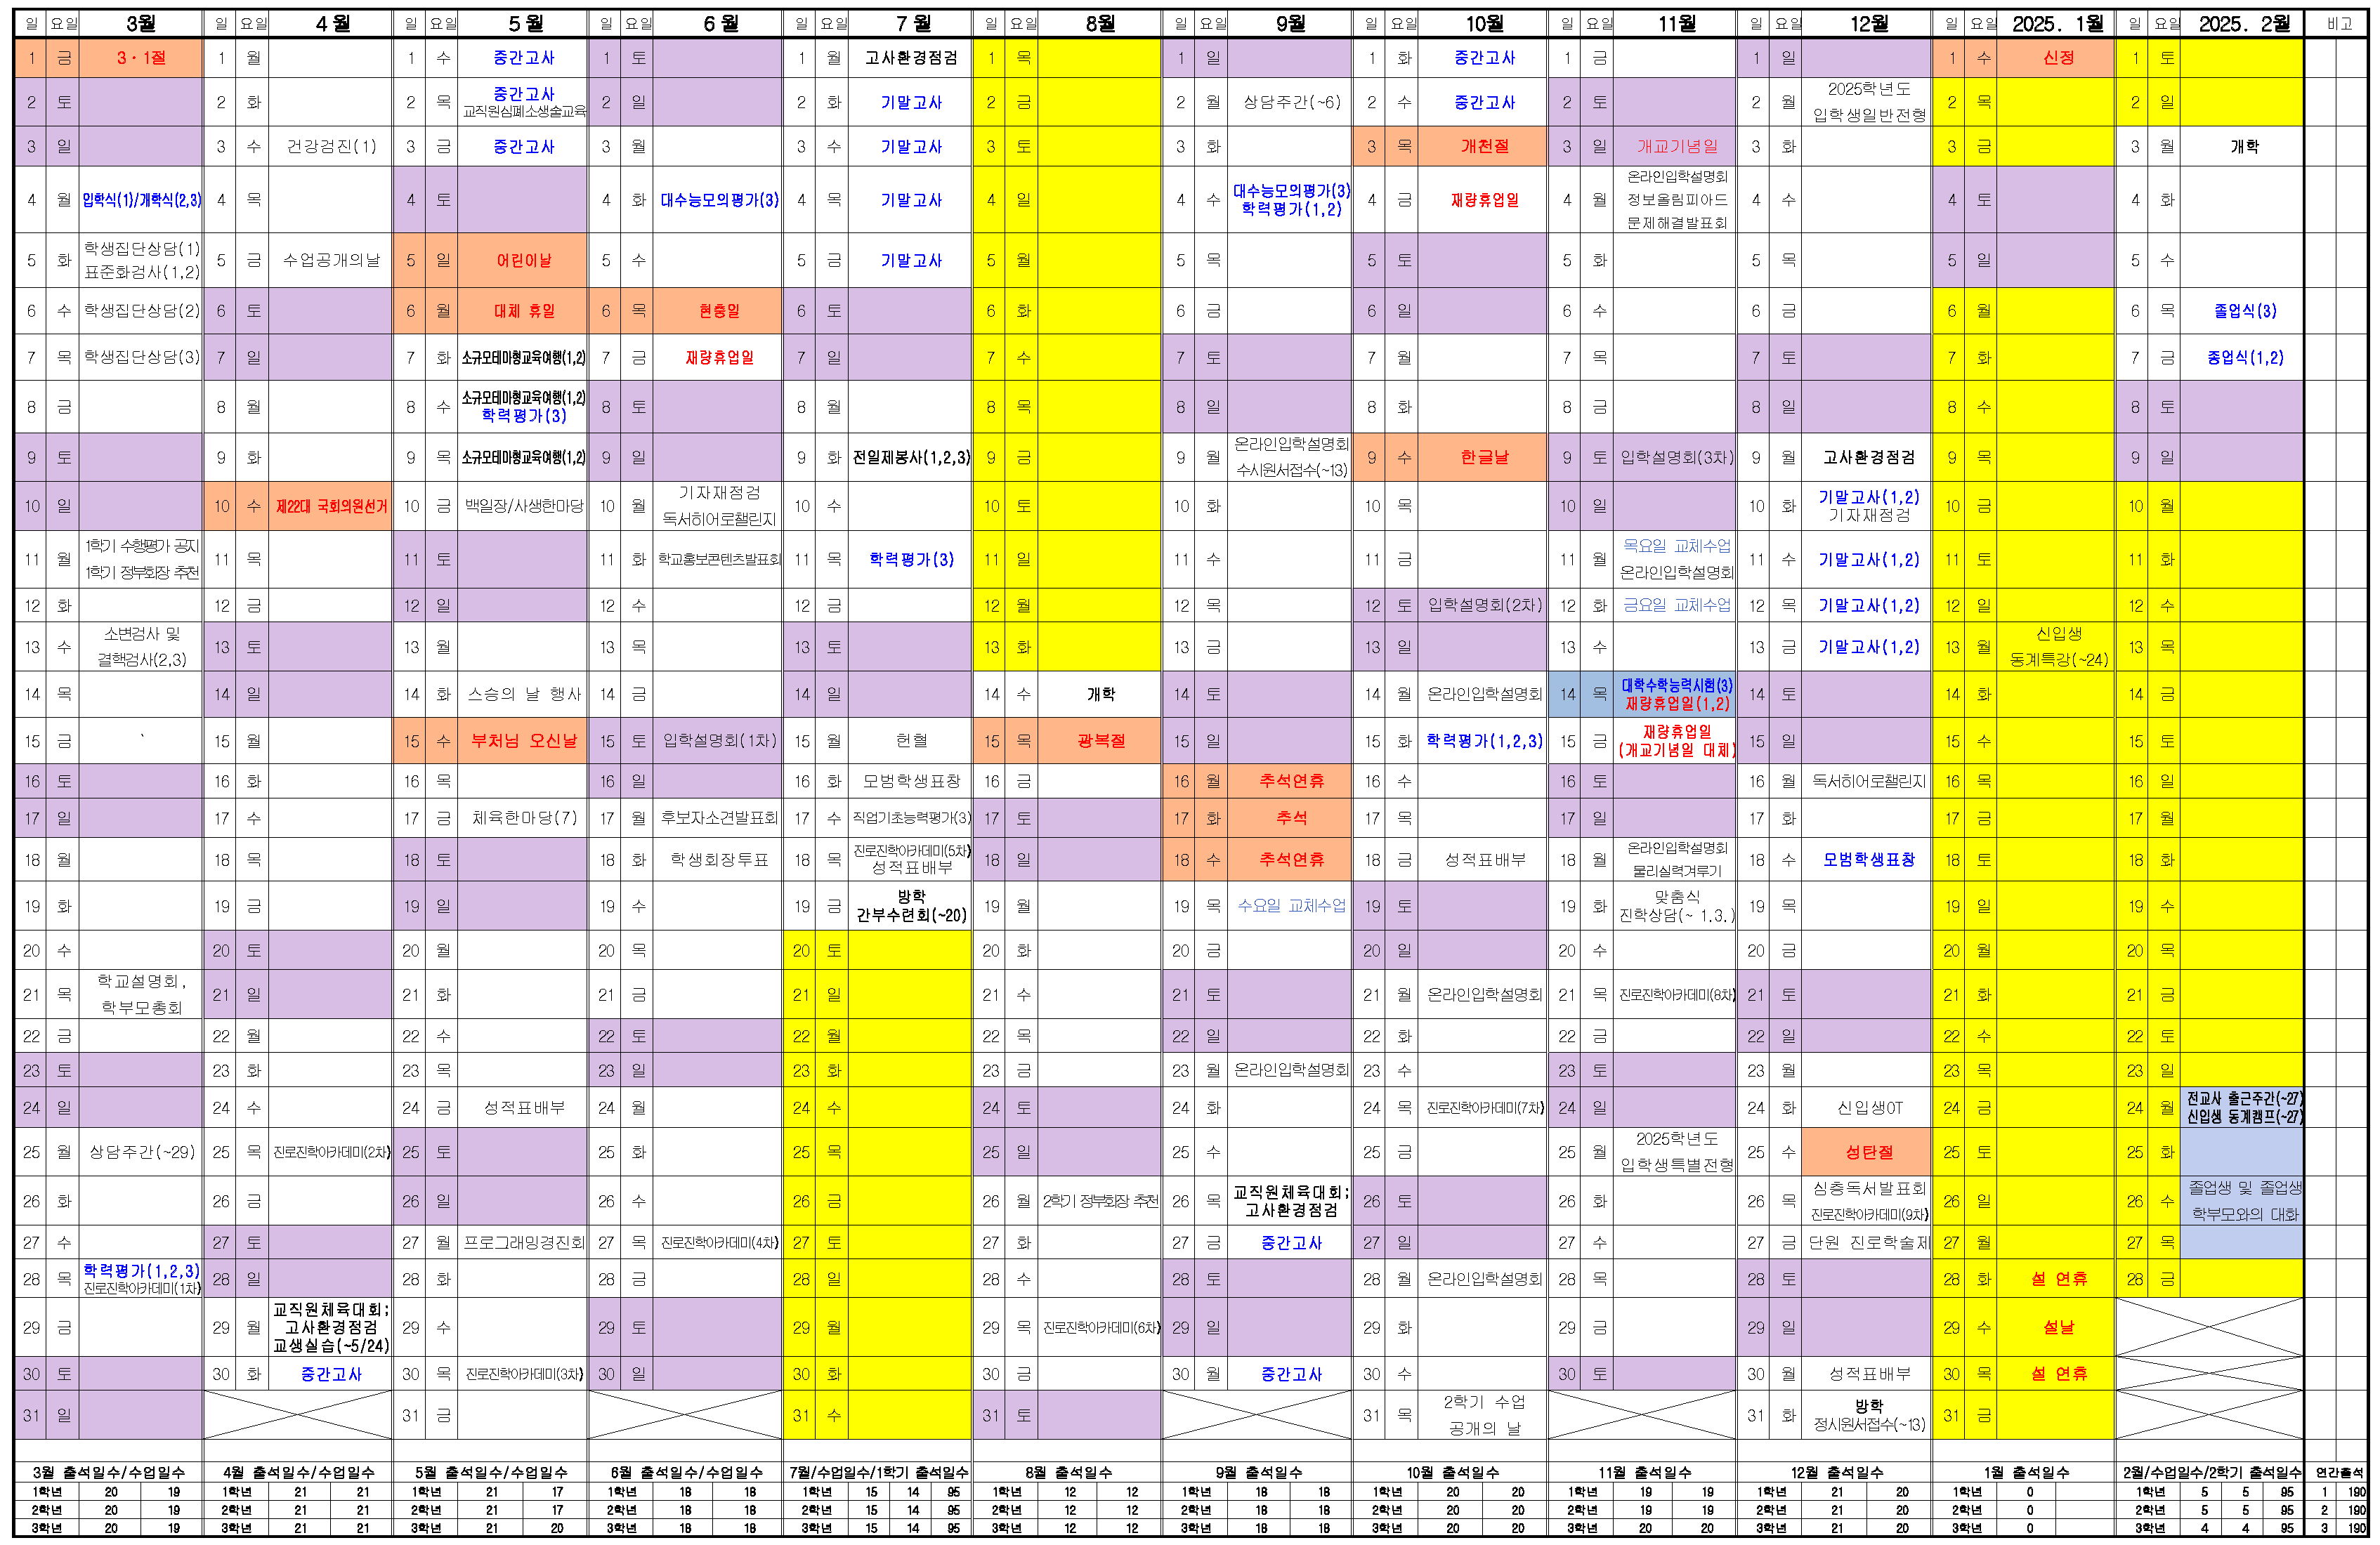 일 요일 3월 일 요일 4월 일 요일 5월 일 요일 6월 일 요일 7월 일 요일 8월 일 요일 9월 일 요일 10월 일 요일 11월 일 요일 12월 일 요일 2025. 1월 일 요일 2025. 2월 비고
1 금 3·1절 1 월 1 수 중간고사 1 토 1 월 고사환경점검 1 목 1 일 1 화 중간고사 1 금 1 일 1 수 신정 1 토
2 토 2 화 2 목 중간고사 교직원심폐소생술교육 2 일 2 화 기말고사 2 금 2 월 상담주간(~6) 2 수 중간고사 2 토 2 월 2025학년도 입학생일반전형 2 목 2 일
3 일 3 수 건강검진(1) 3 금 중간고사 3 월 3 수 기말고사 3 토 3 화 3 목 개천절 3 일 개교기념일 3 화 3 금 3 월 개학
4 월 입학식(1)/개학식(2,3) 4 목 4 토 4 화 대수능모의평가(3) 4 목 기말고사 4 일 4 수 대수능모의평가(3) 학력평가(1,2) 4 금 재량휴업일 4 월 온라인입학설명회 정보올림피아드 문제해결발표회 4 수 4 토 4 화
5 화 학생집단상담(1) 표준화검사(1,2) 5 금 수업공개의날 5 일 어린이날 5 수 5 금 기말고사 5 월 5 목 5 토 5 화 5 목 5 일 5 수
6 수 학생집단상담(2) 6 토 6 월 대체 휴일 6 목 현충일 6 토 6 화 6 금 6 일 6 수 6 금 6 월 6 목 졸업식(3)
7 목 학생집단상담(3) 7 일 7 화 소규모테마형교육여행(1,2) 7 금 재량휴업일 7 일 7 수 7 토 7 월 7 목 7 토 7 화 7 금 종업식(1,2)
8 금 8 월 8 수 소규모테마형교육여행(1,2) 학력평가(3) 8 토 8 월 8 목 8 일 8 화 8 금 8 일 8 수 8 토
9 토 9 화 9 목 소규모테마형교육여행(1,2) 9 일 9 화 전일제봉사(1,2,3) 9 금 9 월 온라인입학설명회 수시원서접수(~13) 9 수 한글날 9 토 입학설명회(3차) 9 월 고사환경점검 9 목 9 일
10 일 10 수 제22대 국회의원선거 10 금 백일장/사생한마당 10 월 기자재점검 독서히어로챌린지 10 수 10 토 10 화 10 목 10 일 10 화 기말고사(1,2) 기자재점검 10 금 10 월
11 월 1학기 수행평가 공지 1학기 정부회장 추천 11 목 11 토 11 화 학교홍보콘텐츠발표회 11 목 학력평가(3) 11 일 11 수 11 금 11 월 목요일 교체수업 온라인입학설명회 11 수 기말고사(1,2) 11 토 11 화
12 화 12 금 12 일 12 수 12 금 12 월 12 목 12 토 입학설명회(2차) 12 화 금요일 교체수업 12 목 기말고사(1,2) 12 일 12 수
13 수 소변검사 및 결핵검사(2,3) 13 토 13 월 13 목 13 토 13 화 13 금 13 일 13 수 13 금 기말고사(1,2) 13 월 신입생 동계특강(~24) 13 목
14 목 14 일 14 화 스승의 날 행사 14 금 14 일 14 수 개학 14 토 14 월 온라인입학설명회 14 목 대학수학능력시험(3) 재량휴업일(1,2) 14 토 14 화 14 금
15 금 ` 15 월 15 수 부처님 오신날 15 토 입학설명회(1차) 15 월 헌혈 15 목 광복절 15 일 15 화 학력평가(1,2,3) 15 금 재량휴업일 (개교기념일 대체) 15 일 15 수 15 토
16 토 16 화 16 목 16 일 16 화 모범학생표창 16 금 16 월 추석연휴 16 수 16 토 16 월 독서히어로챌린지 16 목 16 일
17 일 17 수 17 금 체육한마당(7) 17 월 후보자소견발표회 17 수 직업기초능력평가(3) 17 토 17 화 추석 17 목 17 일 17 화 17 금 17 월
18 월 18 목 18 토 18 화 학생회장투표 18 목 진로진학아카데미(5차) 성적표배부 18 일 18 수 추석연휴 18 금 성적표배부 18 월 온라인입학설명회 물리실력겨루기 18 수 모범학생표창 18 토 18 화
19 화 19 금 19 일 19 수 19 금 방학 간부수련회(~20) 19 월 19 목 수요일 교체수업 19 토 19 화 맞춤식 진학상담(~ 1.3.) 19 목 19 일 19 수
20 수 20 토 20 월 20 목 20 토 20 화 20 금 20 일 20 수 20 금 20 월 20 목
21 목 학교설명회, 학부모총회 21 일 21 화 21 금 21 일 21 수 21 토 21 월 온라인입학설명회 21 목 진로진학아카데미(8차) 21 토 21 화 21 금
22 금 22 월 22 수 22 토 22 월 22 목 22 일 22 화 22 금 22 일 22 수 22 토
23 토 23 화 23 목 23 일 23 화 23 금 23 월 온라인입학설명회 23 수 23 토 23 월 23 목 23 일
24 일 24 수 24 금 성적표배부 24 월 24 수 24 토 24 화 24 목 진로진학아카데미(7차) 24 일 24 화 신입생OT 24 금 24 월 전교사 출근주간(~27) 신입생 동계캠프(~27)
25 월 상담주간(~29) 25 목 진로진학아카데미(2차) 25 토 25 화 25 목 25 일 25 수 25 금 25 월 2025학년도 입학생특별전형 25 수 성탄절 25 토 25 화
26 화 26 금 26 일 26 수 26 금 26 월 2학기 정부회장 추천 26 목 교직원체육대회; 고사환경점검 26 토 26 화 26 목 심층독서발표회 진로진학아카데미(9차) 26 일 26 수 졸업생 및 졸업생 학부모와의 대화
27 수 27 토 27 월 프로그래밍경진회 27 목 진로진학아카데미(4차) 27 토 27 화 27 금 중간고사 27 일 27 수 27 금 단원 진로학술제 27 월 27 목
28 목 학력평가(1,2,3) 진로진학아카데미(1차) 28 일 28 화 28 금 28 일 28 수 28 토 28 월 온라인입학설명회 28 목 28 토 28 화 설 연휴 28 금
29 금 29 월 교직원체육대회; 고사환경점검 교생실습(~5/24) 29 수 29 토 29 월 29 목 진로진학아카데미(6차) 29 일 29 화 29 금 29 일 29 수 설날
30 토 30 화 중간고사 30 목 진로진학아카데미(3차) 30 일 30 화 30 금 30 월 중간고사 30 수 30 토 30 월 성적표배부 30 목 설 연휴
31 일 31 금 31 수 31 토 31 목 2학기 수업 공개의 날 31 화 방학 정시원서접수(~13) 31 금
3월 출석일수/수업일수 4월 출석일수/수업일수 5월 출석일수/수업일수 6월 출석일수/수업일수 7월/수업일수/1학기 출석일수 8월 출석일수 9월 출석일수 10월 출석일수 11월 출석일수 12월 출석일수 1월 출석일수 2월/수업일수/2학기 출석일수 연간출석
1학년 20 19 1학년 21 21 1학년 21 17 1학년 18 18 1학년 15 14 95 1학년 12 12 1학년 18 18 1학년 20 20 1학년 19 19 1학년 21 20 1학년 0 1학년 5 5 95 1 190
2학년 20 19 2학년 21 21 2학년 21 17 2학년 18 18 2학년 15 14 95 2학년 12 12 2학년 18 18 2학년 20 20 2학년 19 19 2학년 21 20 2학년 0 2학년 5 5 95 2 190
3학년 20 19 3학년 21 21 3학년 21 20 3학년 18 18 3학년 15 14 95 3학년 12 12 3학년 18 18 3학년 20 20 3학년 20 20 3학년 21 20 3학년 0 3학년 4 4 95 3 190